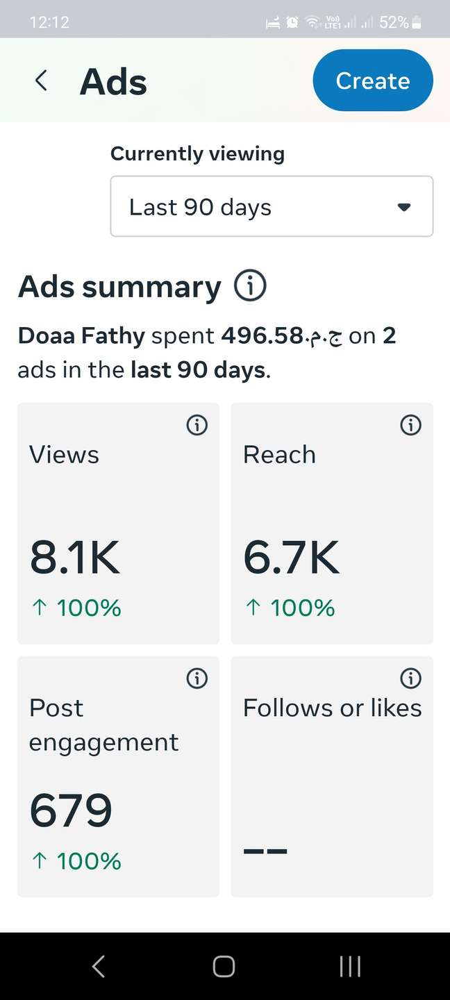 12:12
Vo)) LTE1 52%
Ads
Create
Currently viewing
Last 90 days
Ads summary
Doaa Fathy spent 496.58ج.م.‏ on 2
ads in the last 90 days.
Views
Reach
8.1K
6.7K
↑ 100%
↑ 100%
Post
engagement
Follows or likes
679
--
↑ 100%